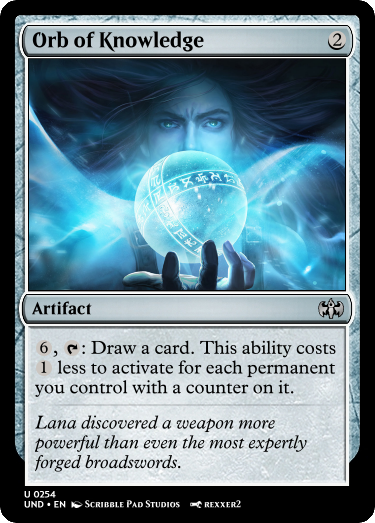 Orb of Knowledge 2
Artifact
6, : Draw a card. This ability costs
1 less to activate for each permanent
you control with a counter on it.
Lana discovered a weapon more
powerful than even the most expertly
forged broadswords.
U 0254
UND • EN Scribble Pad Studios rexxer2